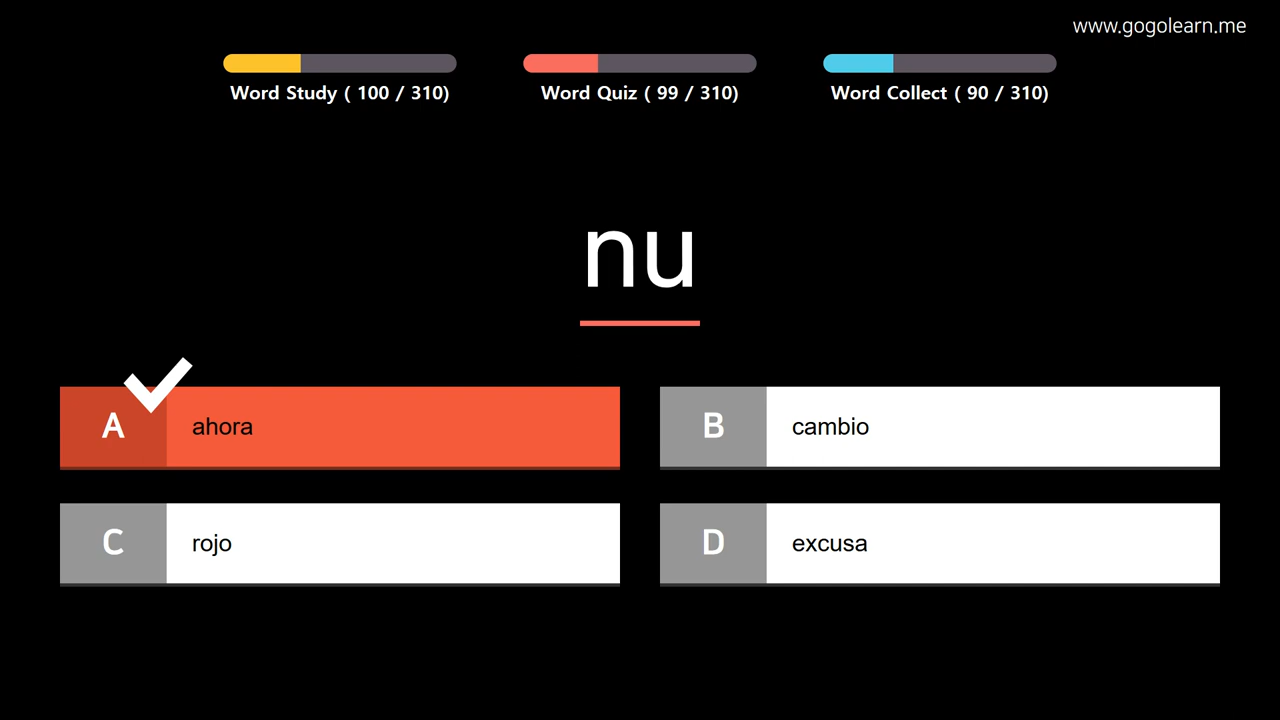 www.gogolearn.me
Word Study ( 100 / 310)
Word Quiz ( 99 / 310)
Word Collect ( 90 / 310)
nu
A ahora
B cambio
C rojo
D excusa